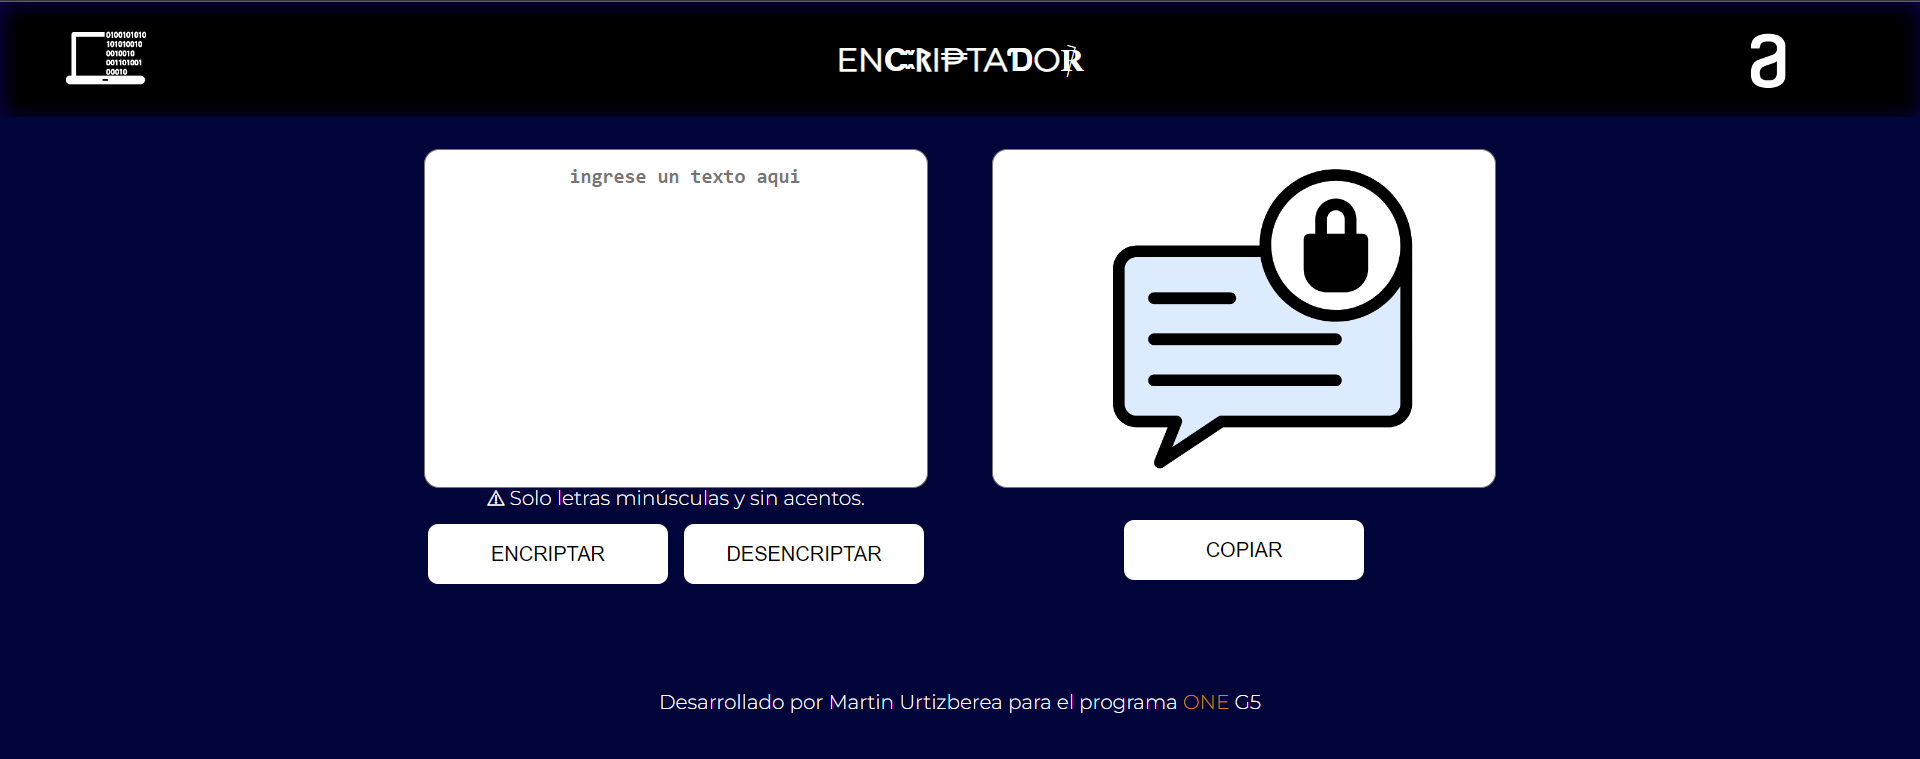 0100101010
101010010
0010010
001101001
00010
ENCRIPTADOR
a
ingrese un texto aqui
⚠ Solo letras minúsculas y sin acentos.
ENCRIPTAR
DESENCRIPTAR
COPIAR
Desarrollado por Martin Urtizberea para el programa ONE G5